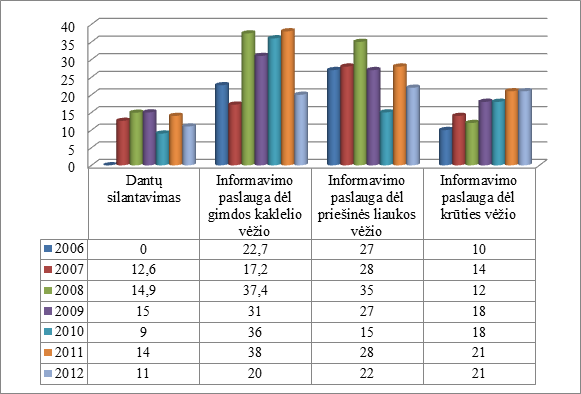 40
35
30
25
20
15
10
5
0
Dantų silantavimas
Informavimo paslauga dėl gimdos kaklelio vėžio
Informavimo paslauga dėl priešinės liaukos vėžio
Informavimo paslauga dėl krūties vėžio
2006 0 22,7 27 10
2007 12,6 17,2 28 14
2008 14,9 37,4 35 12
2009 15 31 27 18
2010 9 36 15 18
2011 14 38 28 21
2012 11 20 22 21